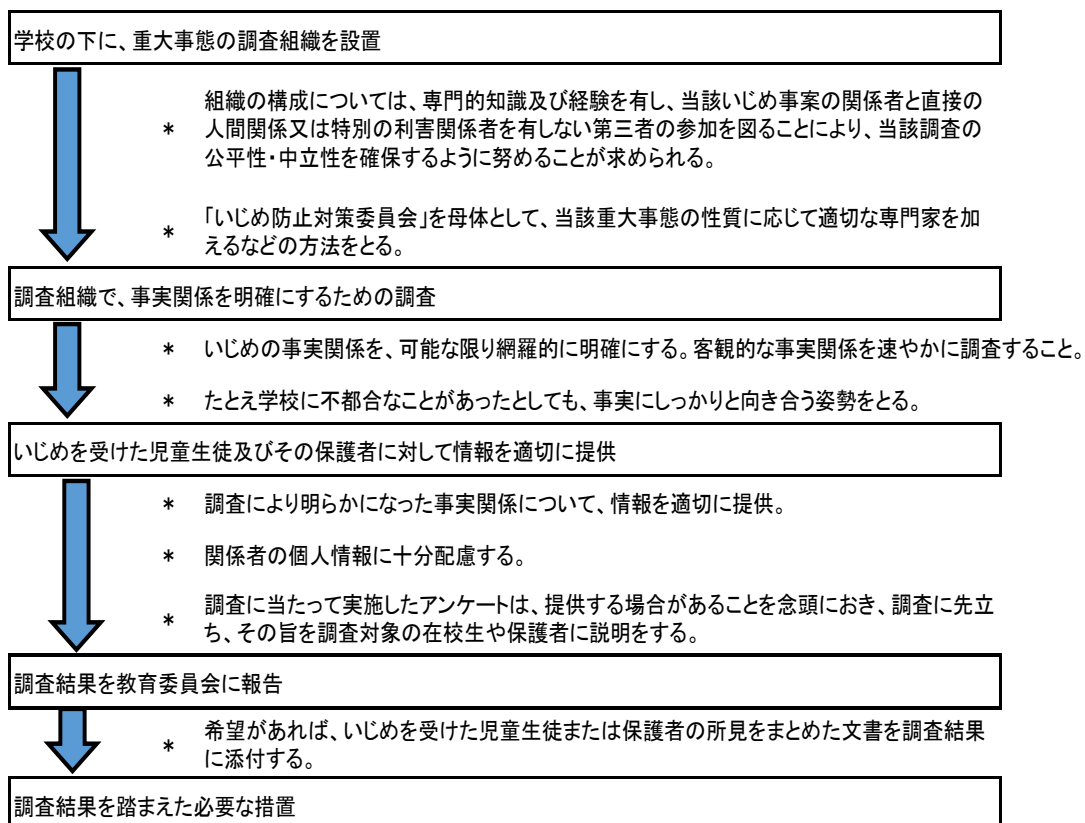 学校の下に、重大事態の調査組織を設置
組織の構成については、専門的知識及び経験を有し、当該いじめ事案の関係者と直接の
* 人間関係又は特別の利害関係者を有しない第三者の参加を図ることにより、当該調査の
公平性・中立性を確保するように努めることが求められる。
* 「いじめ防止対策委員会」を母体として、当該重大事態の性質に応じて適切な専門家を加
えるなどの方法をとる。
調査組織で、事実関係を明確にするための調査
* いじめの事実関係を、可能な限り網羅的に明確にする。客観的な事実関係を速やかに調査すること。
* たとえ学校に不都合なことがあったとしても、事実にしっかりと向き合う姿勢をとる。
いじめを受けた児童生徒及びその保護者に対して情報を適切に提供
* 調査により明らかになった事実関係について、情報を適切に提供。
* 関係者の個人情報に十分配慮する。
* 調査に当たって実施したアンケートは、提供する場合があることを念頭におき、調査に先立
ち、その旨を調査対象の在校生や保護者に説明をする。
調査結果を教育委員会に報告
* 希望があれば、いじめを受けた児童生徒または保護者の所見をまとめた文書を調査結果
に添付する。
調査結果を踏まえた必要な措置